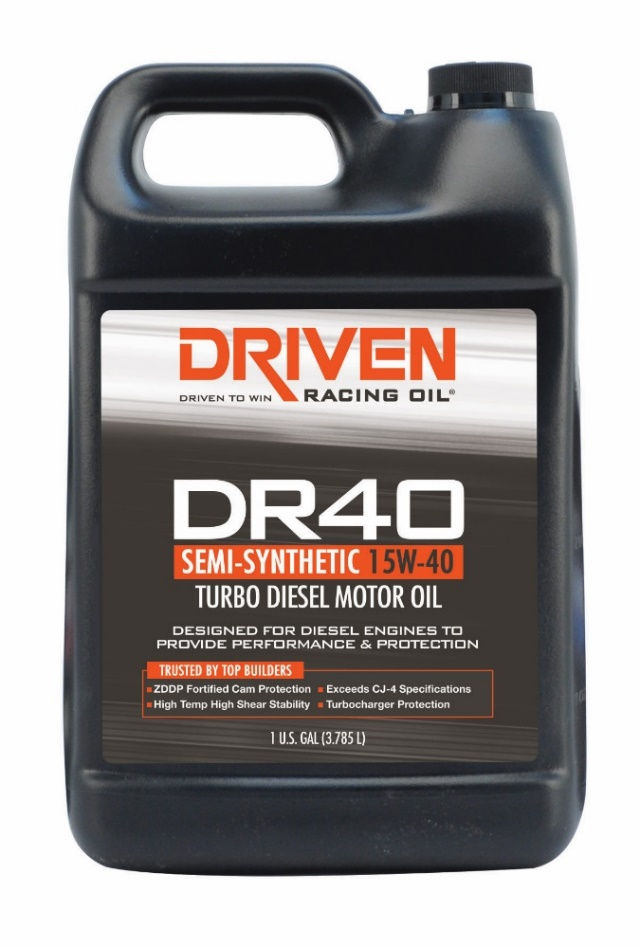 DRIVEN
DRIVEN TO WIN RACING OIL®
DR40
SEMI-SYNTHETIC 15W-40
TURBO DIESEL MOTOR OIL
DESIGNED FOR DIESEL ENGINES TO
PROVIDE PERFORMANCE & PROTECTION
TRUSTED BY TOP BUILDERS
▪ ZDDP Fortified Cam Protection ▪ Exceeds CJ-4 Specifications
▪ High Temp High Shear Stability ▪ Turbocharger Protection
1 U.S. GAL (3.785 L)